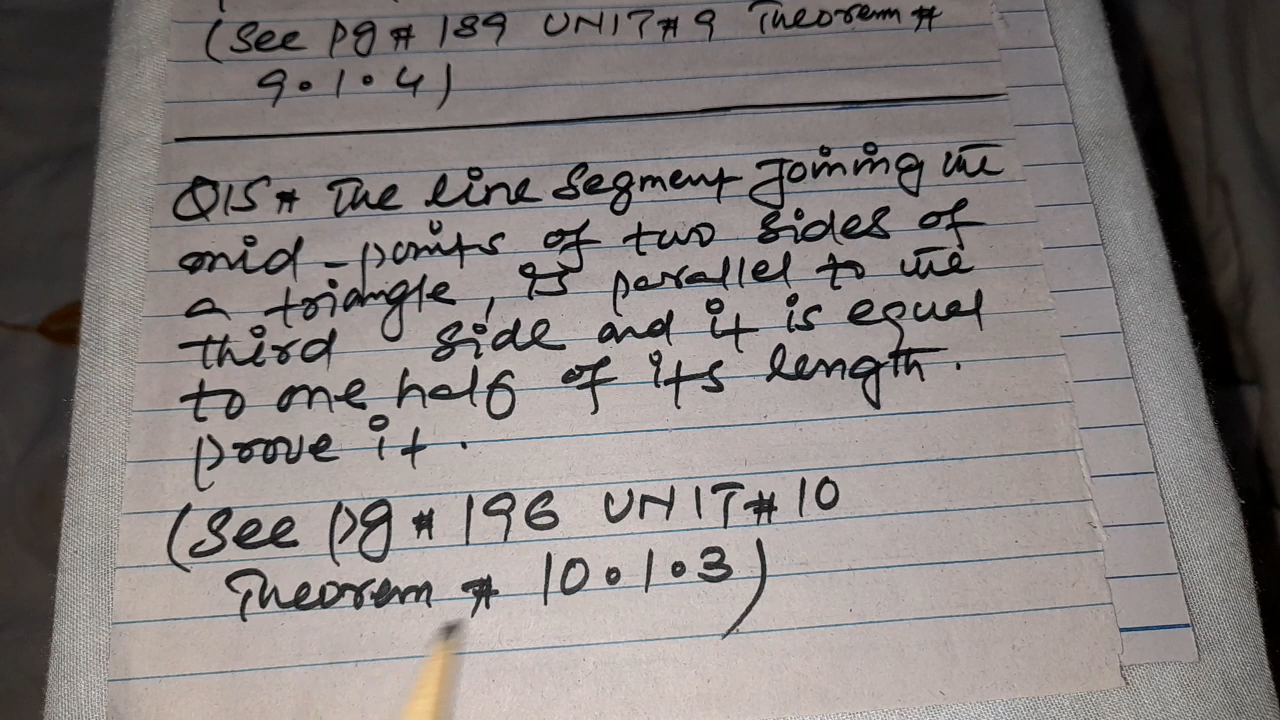 (See pg # 189 UNIT # 9 Theorem #
9.1.4)
Q15 # The line segment Joining the
mid-points of two sides of
a triangle, is parallel to the
third side and it is equal
to one half of its length.
prove it.
(See pg # 196 UNIT # 10
Theorem # 10.1.3)